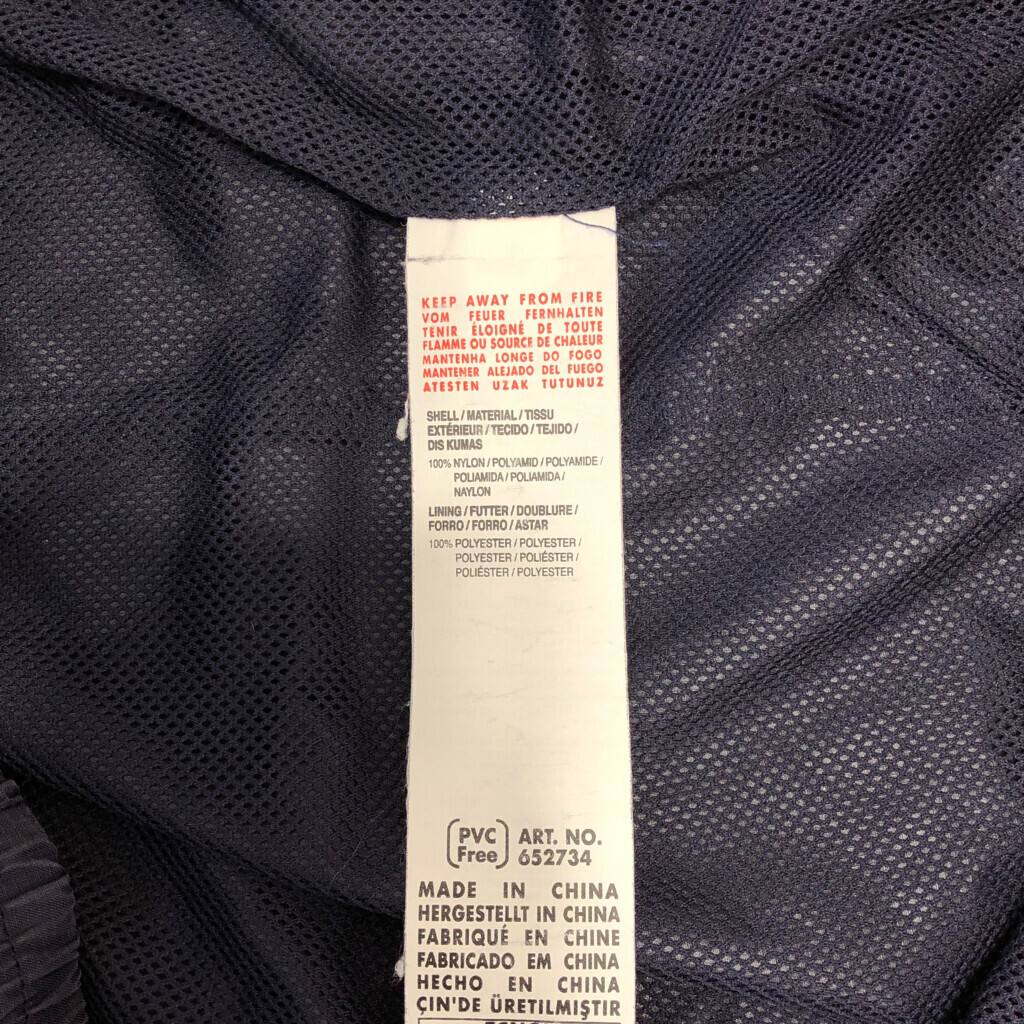 KEEP AWAY FROM FIRE
VOM FEUER FERNHALTEN
TENIR ÉLOIGNÉ DE TOUTE
FLAMME OU SOURCE DE CHALEUR
MANTENHA LONGE DO FOGO
MANTENER ALEJADO DEL FUEGO
ATESTEN UZAK TUTUNUZ
SHELL / MATERIAL / TISSU
EXTÉRIEUR / TECIDO / TEJIDO /
DIS KUMAS
100% NYLON / POLYAMID / POLYAMIDE /
POLIAMIDA / POLIAMIDA /
NAYLON
LINING / FUTTER / DOUBLURE /
FORRO / FORRO / ASTAR
100% POLYESTER / POLYESTER /
POLYESTER / POLIÉSTER /
POLIÉSTER / POLYESTER
PVC Free
ART. NO.
652734
MADE IN CHINA
HERGESTELLT IN CHINA
FABRIQUÉ EN CHINE
FABRICADO EM CHINA
HECHO EN CHINA
ÇIN'DE ÜRETILMIŞTIR